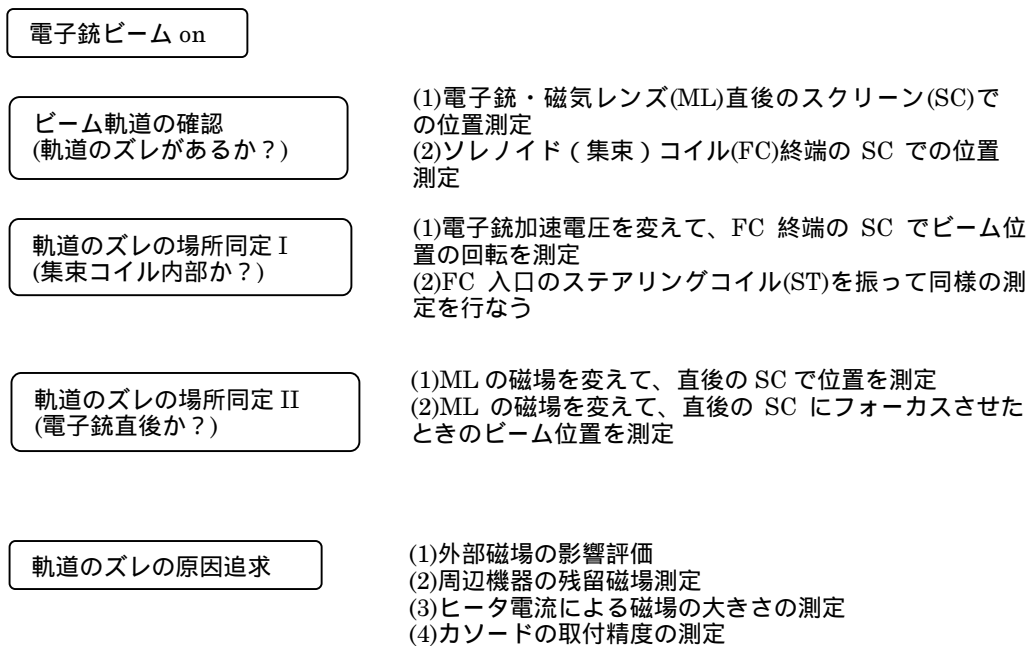 電子銃ビーム on
ビーム軌道の確認
(軌道のズレがあるか？)
(1)電子銃・磁気レンズ(ML)直後のスクリーン(SC)で
の位置測定
(2)ソレノイド（集束）コイル(FC)終端の SC での位置
測定
軌道のズレの場所同定 I
(集束コイル内部か？)
(1)電子銃加速電圧を変えて、FC 終端の SC でビーム位
置の回転を測定
(2)FC 入口のステアリングコイル(ST)を振って同様の測
定を行なう
軌道のズレの場所同定 II
(電子銃直後か？)
(1)ML の磁場を変えて、直後の SC で位置を測定
(2)ML の磁場を変えて、直後の SC にフォーカスさせた
ときのビーム位置を測定
軌道のズレの原因追求
(1)外部磁場の影響評価
(2)周辺機器の残留磁場測定
(3)ヒータ電流による磁場の大きさの測定
(4)カソードの取付精度の測定